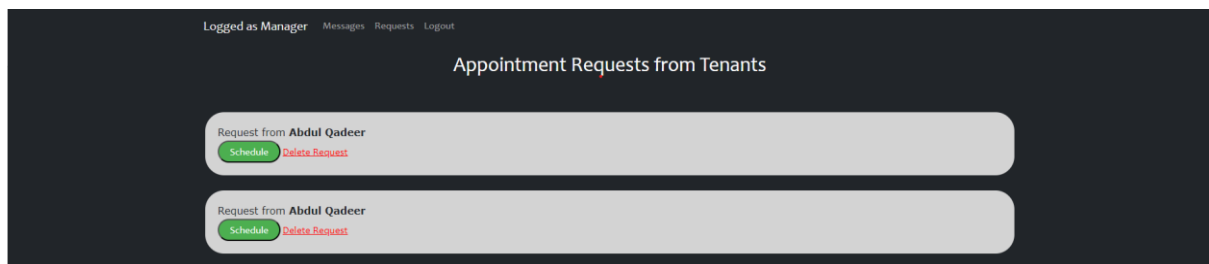 Logged as Manager Messages Requests Logout
Appointment Requests from Tenants
Request from Abdul Qadeer
Schedule Delete Request
Request from Abdul Qadeer
Schedule Delete Request